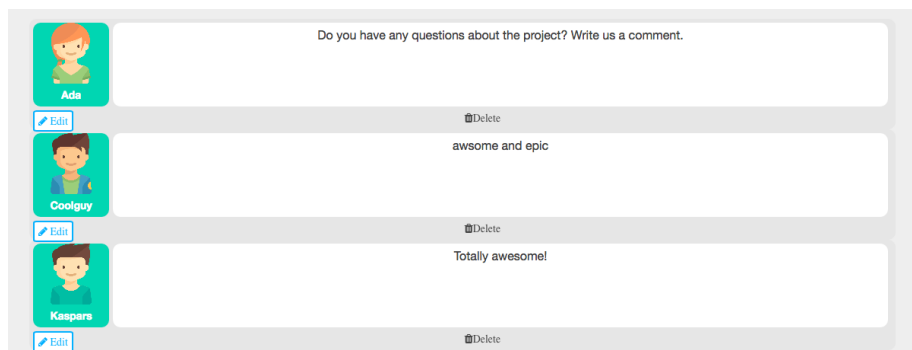 Do you have any questions about the project? Write us a comment.
Ada
Edit
Delete
awsome and epic
Coolguy
Edit
Delete
Totally awesome!
Kaspars
Edit
Delete